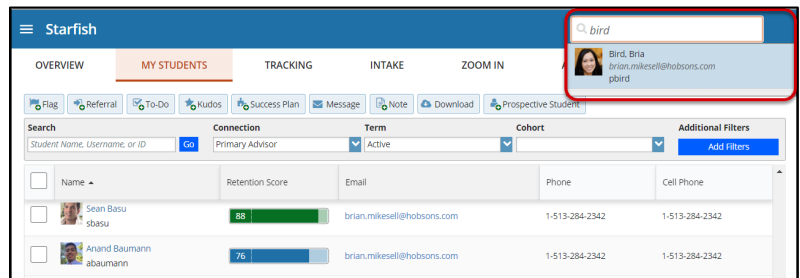 Starfish
bird
Bird, Bria
brian.mikesell@hobsons.com
pbird
OVERVIEW MY STUDENTS TRACKING INTAKE ZOOM IN
Flag Referral To-Do Kudos Success Plan Message Note Download Prospective Student
Search Connection Term Cohort Additional Filters
Student Name, Username, or ID Go Primary Advisor Active Add Filters
Name Retention Score Email Phone Cell Phone
Sean Basu 88 brian.mikesell@hobsons.com 1-513-284-2342 1-513-284-2342
sbasu
Anand Baumann 76 brian.mikesell@hobsons.com 1-513-284-2342 1-513-284-2342
abaumann